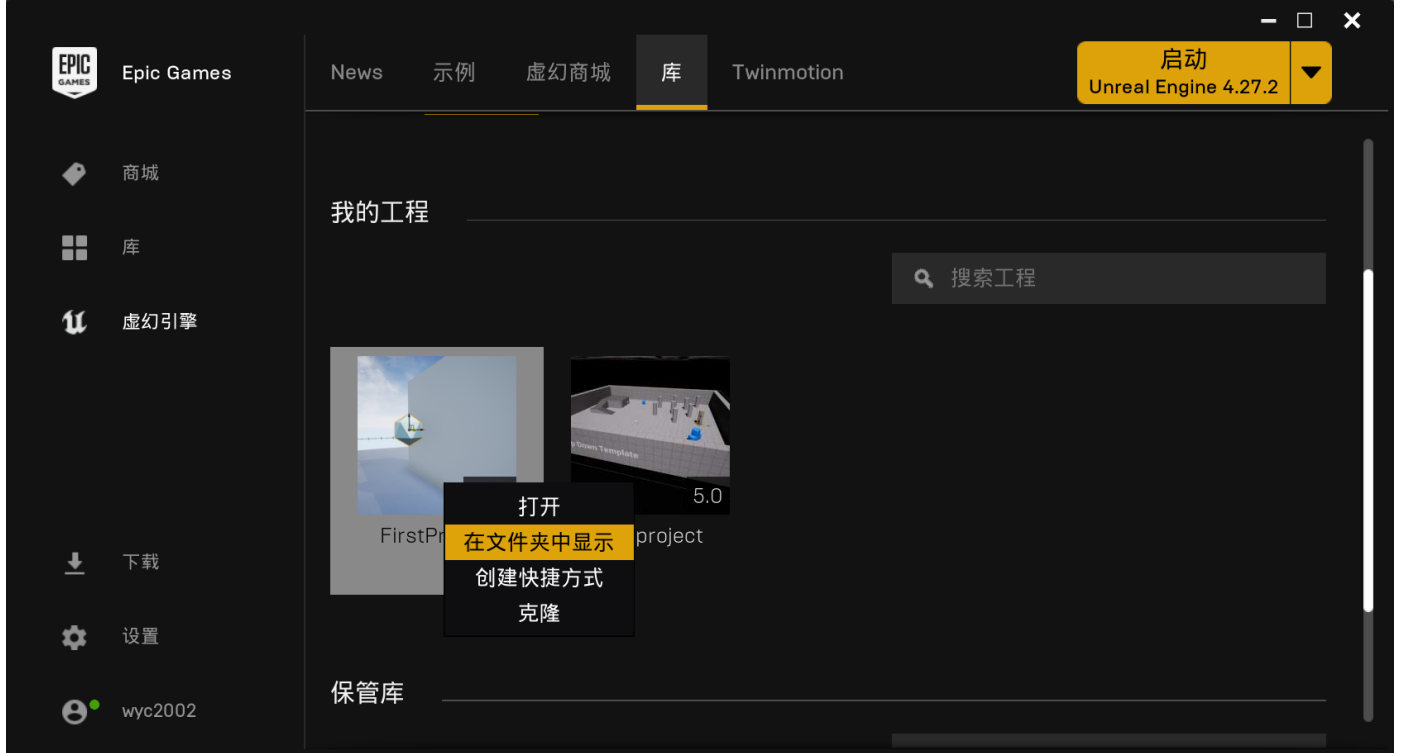 EPIC
GAMES
Epic Games
News
示例
虚幻商城
库
Twinmotion
启动
Unreal Engine 4.27.2
商城
库
虚幻引擎
下载
设置
wyc2002
我的工程
搜索工程
5.0
FirstPr
project
打开
在文件夹中显示
创建快捷方式
克隆
保管库